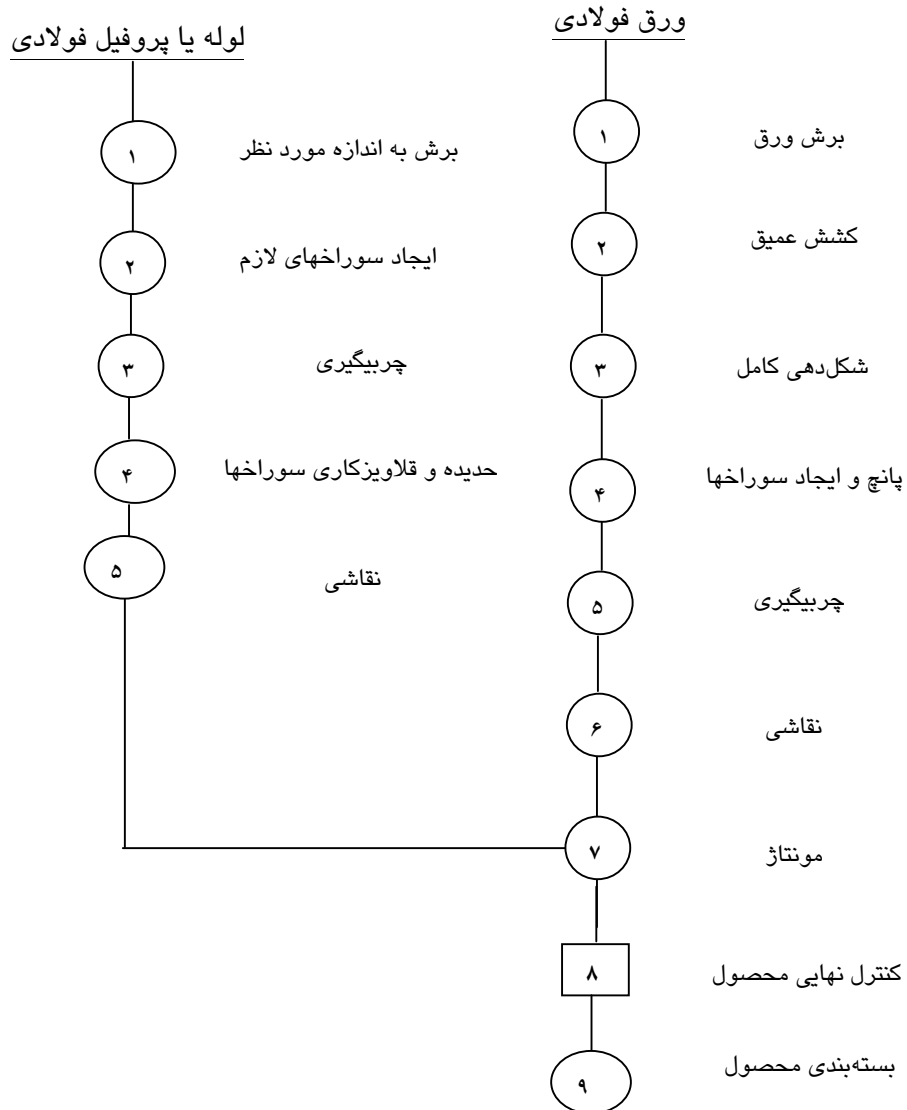 ورق فولادی
۱ برش ورق
۲ کشش عمیق
۳ شکل‌دهی کامل
۴ پانچ و ایجاد سوراخها
۵ چربیگیری
۶ نقاشی
۷ مونتاژ
۸ کنترل نهایی محصول
۹ بسته‌بندی محصول
لوله یا پروفیل فولادی
۱ برش به اندازه مورد نظر
۲ ایجاد سوراخهای لازم
۳ چربیگیری
۴ حدیده و قلاویزکاری سوراخها
۵ نقاشی